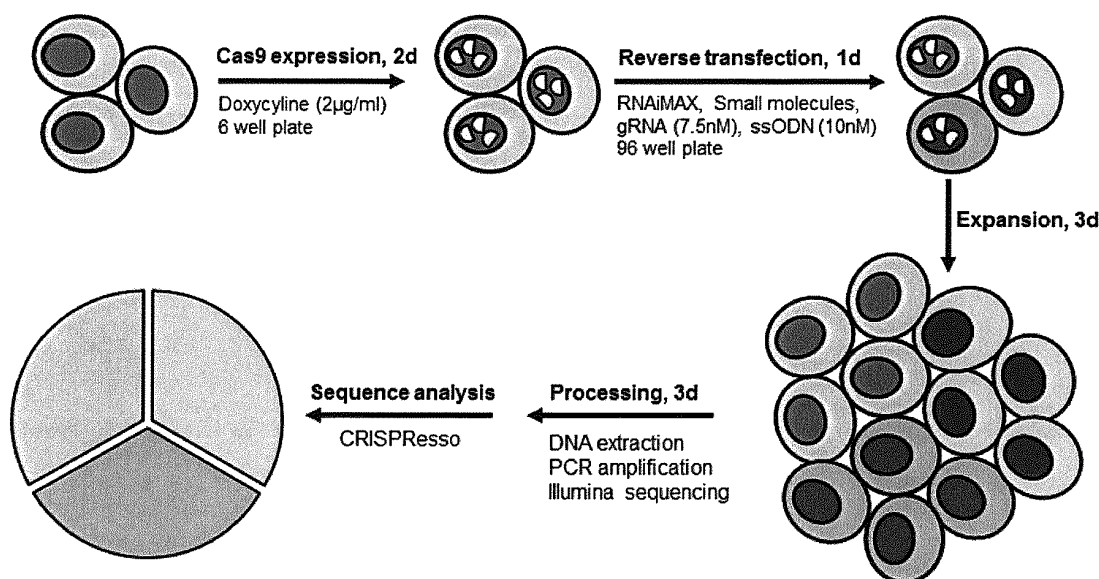 Cas9 expression, 2d
Doxycyline (2µg/ml)
6 well plate
Reverse transfection, 1d
RNAiMAX, Small molecules,
gRNA (7.5nM), ssODN (10nM)
96 well plate
Expansion, 3d
Processing, 3d
DNA extraction
PCR amplification
Illumina sequencing
Sequence analysis
CRISPResso